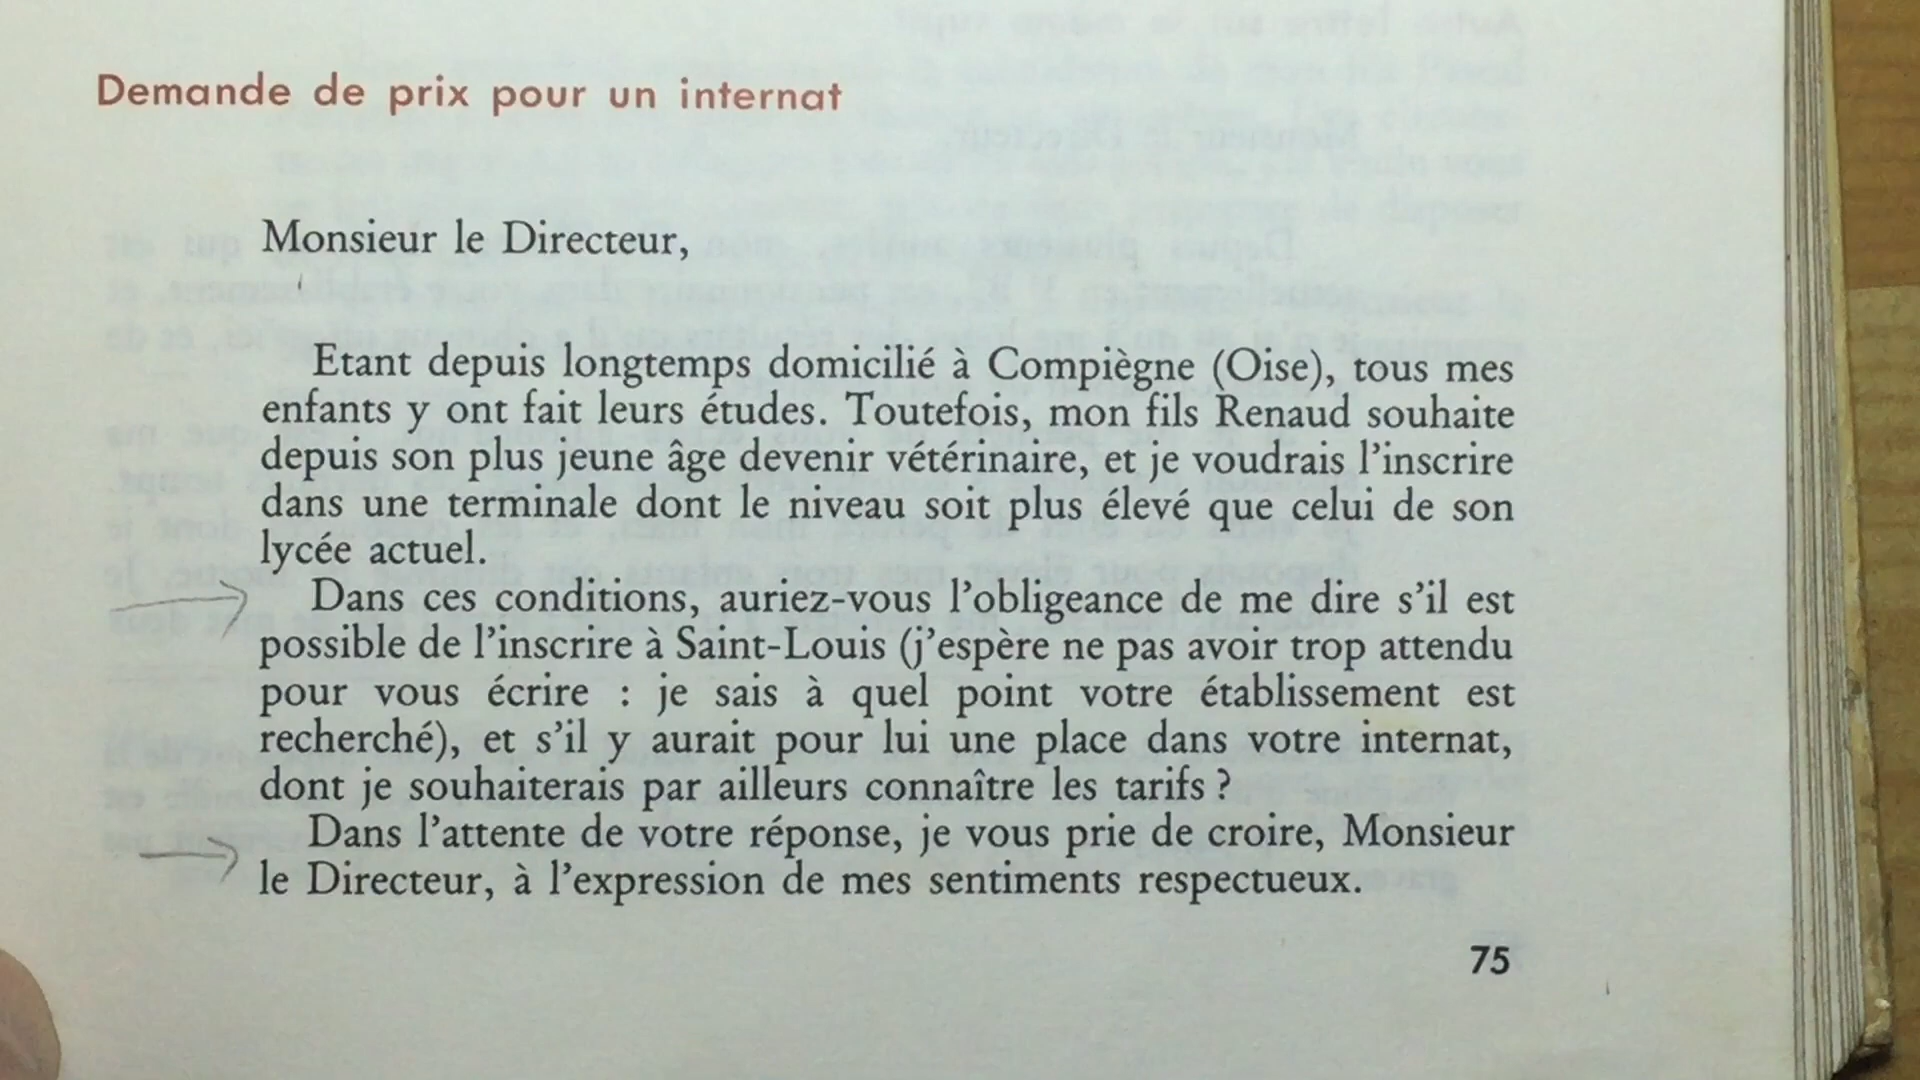 Demande de prix pour un internat
Monsieur le Directeur,
Etant depuis longtemps domicilié à Compiègne (Oise), tous mes
enfants y ont fait leurs études. Toutefois, mon fils Renaud souhaite
depuis son plus jeune âge devenir vétérinaire, et je voudrais l'inscrire
dans une terminale dont le niveau soit plus élevé que celui de son
lycée actuel.
Dans ces conditions, auriez-vous l'obligeance de me dire s'il est
possible de l'inscrire à Saint-Louis (j'espère ne pas avoir trop attendu
pour vous écrire : je sais à quel point votre établissement est
recherché), et s'il y aurait pour lui une place dans votre internat,
dont je souhaiterais par ailleurs connaître les tarifs ?
Dans l'attente de votre réponse, je vous prie de croire, Monsieur
le Directeur, à l'expression de mes sentiments respectueux.
75